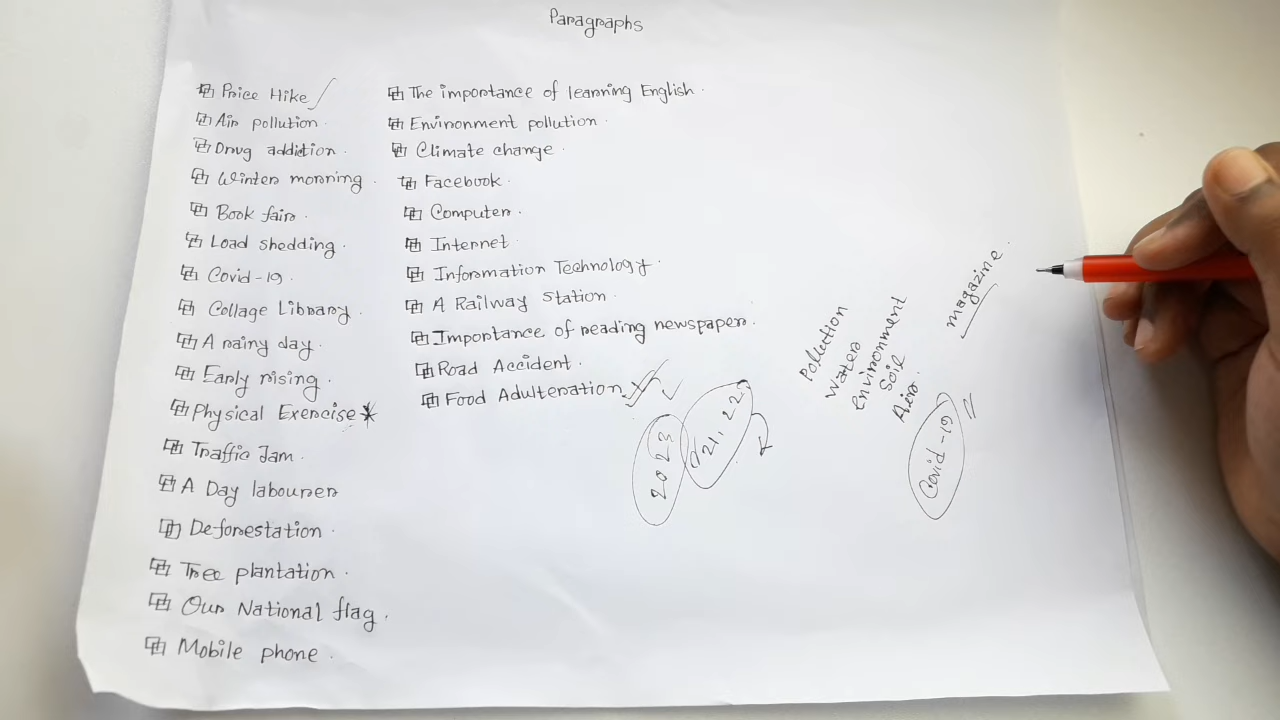 Paragraphs
Price Hike
Air pollution.
Drug addiction.
Winter morning.
Book fair.
Load shedding.
Covid-19.
Collage Library.
A rainy day.
Early rising.
Physical Exercise
Traffic Jam.
A Day labourer
Deforestation.
Tree plantation.
Our National flag.
Mobile phone.
The importance of learning English.
Environment pollution.
Climate change.
Facebook.
Computer.
Internet.
Information Technology.
A Railway station.
Importance of reading newspaper.
Road Accident.
Food Adulteration
2023
21, 22
Pollution
Water
Environment
Soil
Air.
Covid-19
magazine.